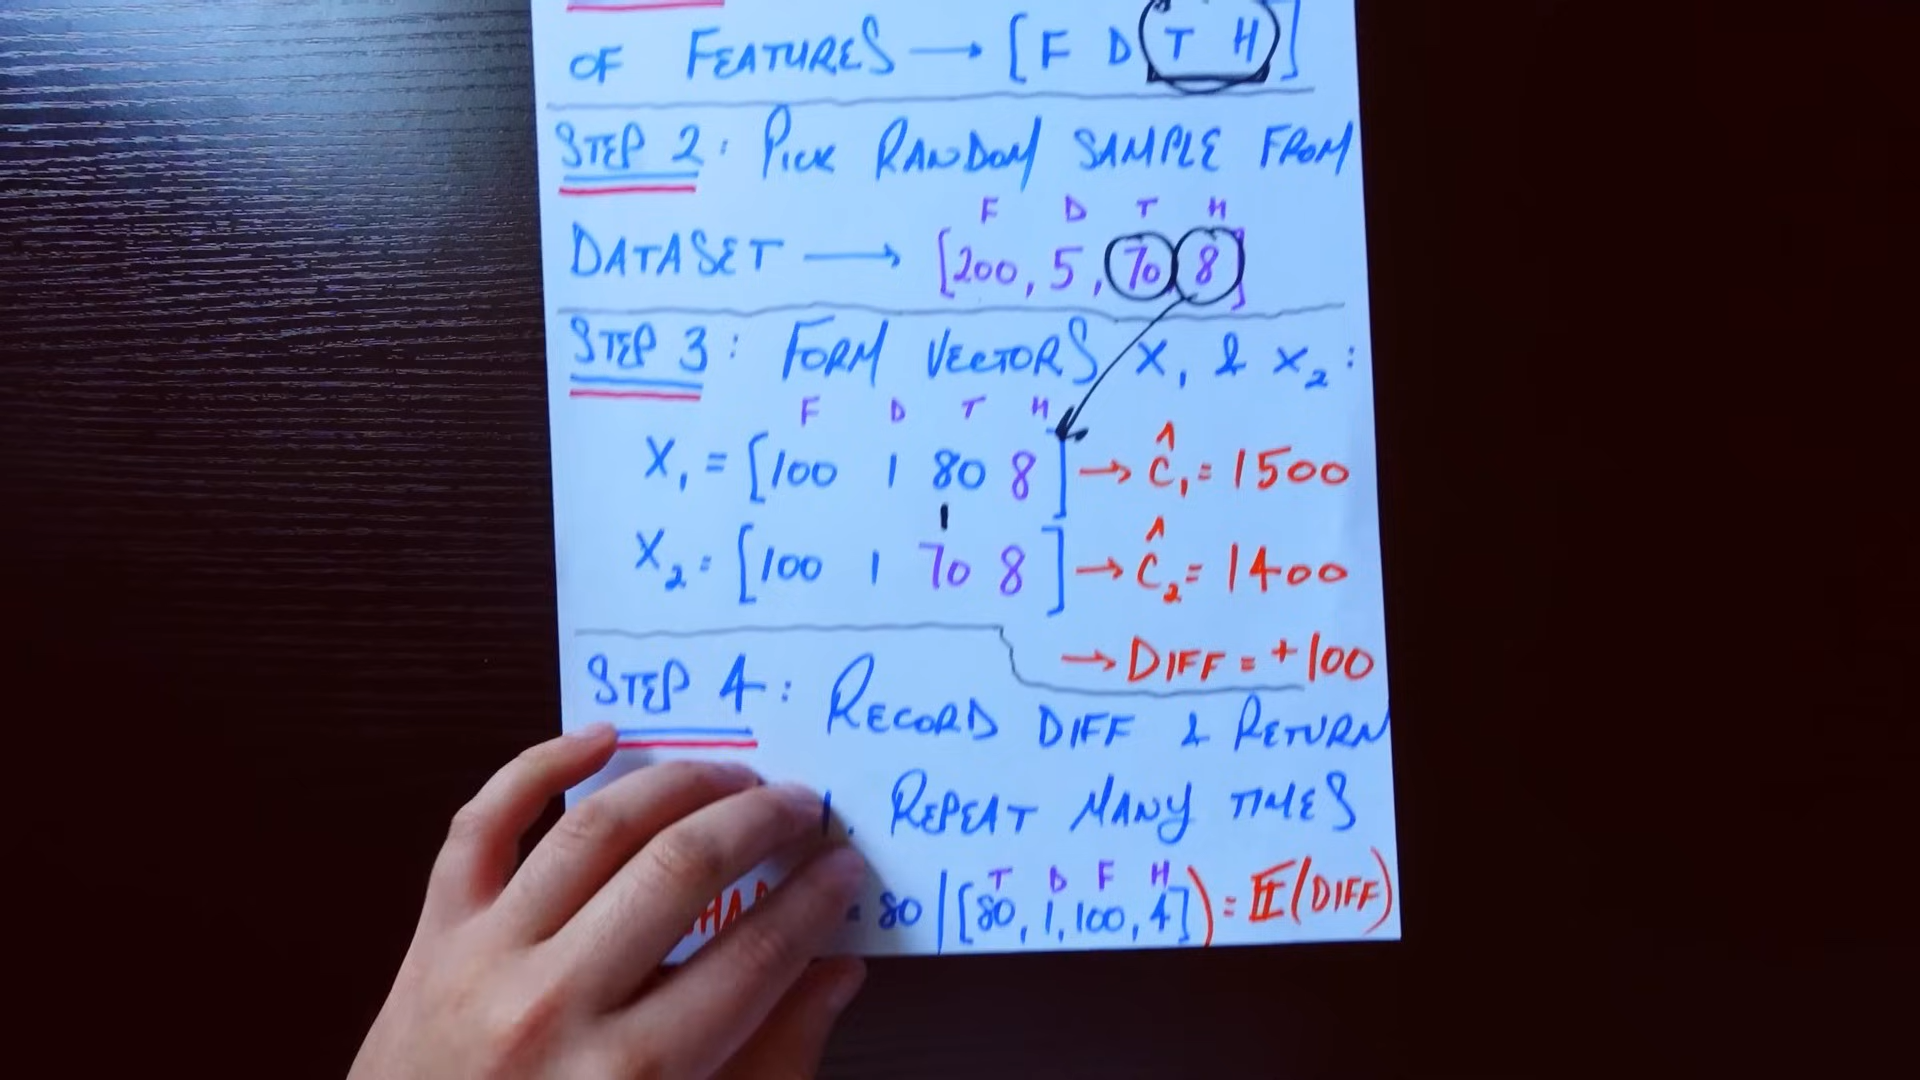 OF FEATURES → [F D T H]
STEP 2: PICK RANDOM SAMPLE FROM
F D T H
DATASET → [200, 5, 70, 8]
STEP 3: FORM VECTORS X₁ & X₂:
F D T H
X₁ = [100 1 80 8] → Ĉ₁ = 1500
X₂ = [100 1 70 8] → Ĉ₂ = 1400
→ DIFF = +100
STEP 4: RECORD DIFF & RETURN
1. REPEAT MANY TIMES
T D F H
= 80 | [80, 1, 100, 4]) = E(DIFF)